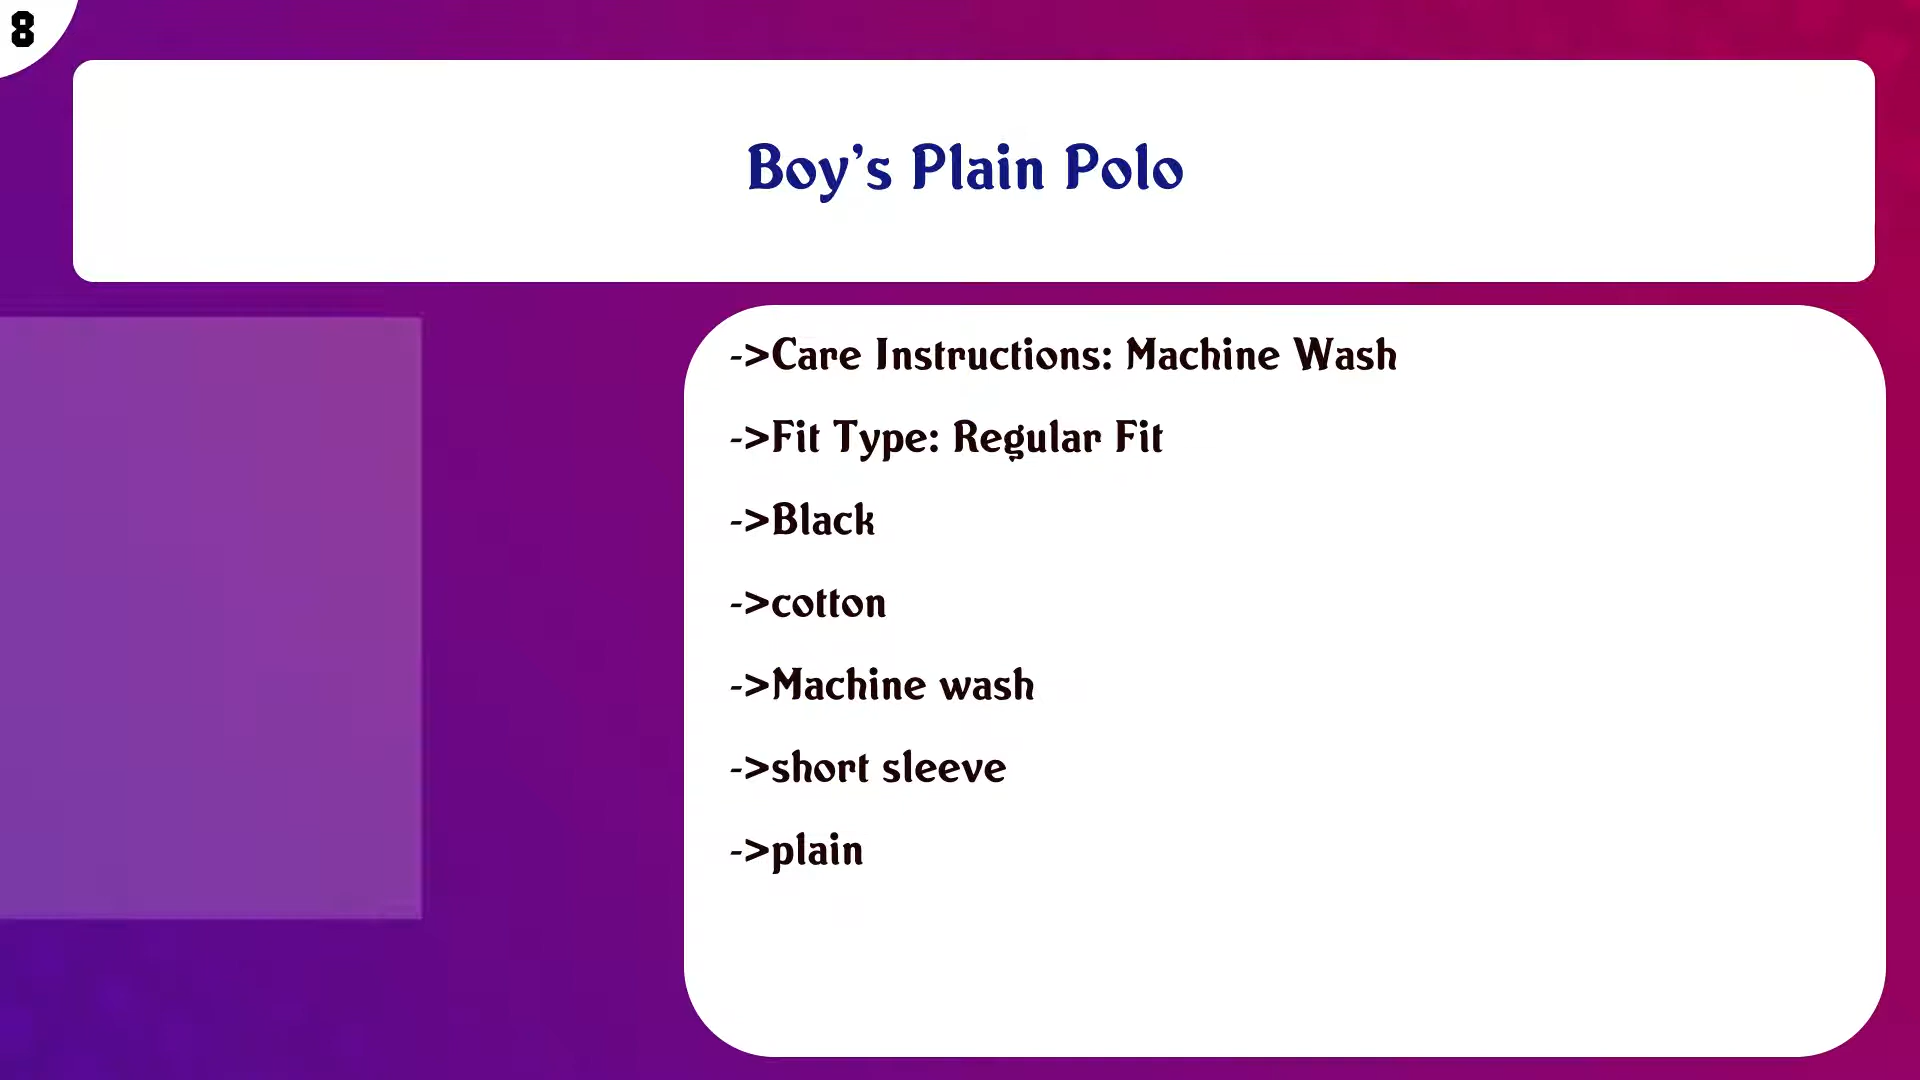 8
Boy's Plain Polo
->Care Instructions: Machine Wash
->Fit Type: Regular Fit
->Black
->cotton
->Machine wash
->short sleeve
->plain